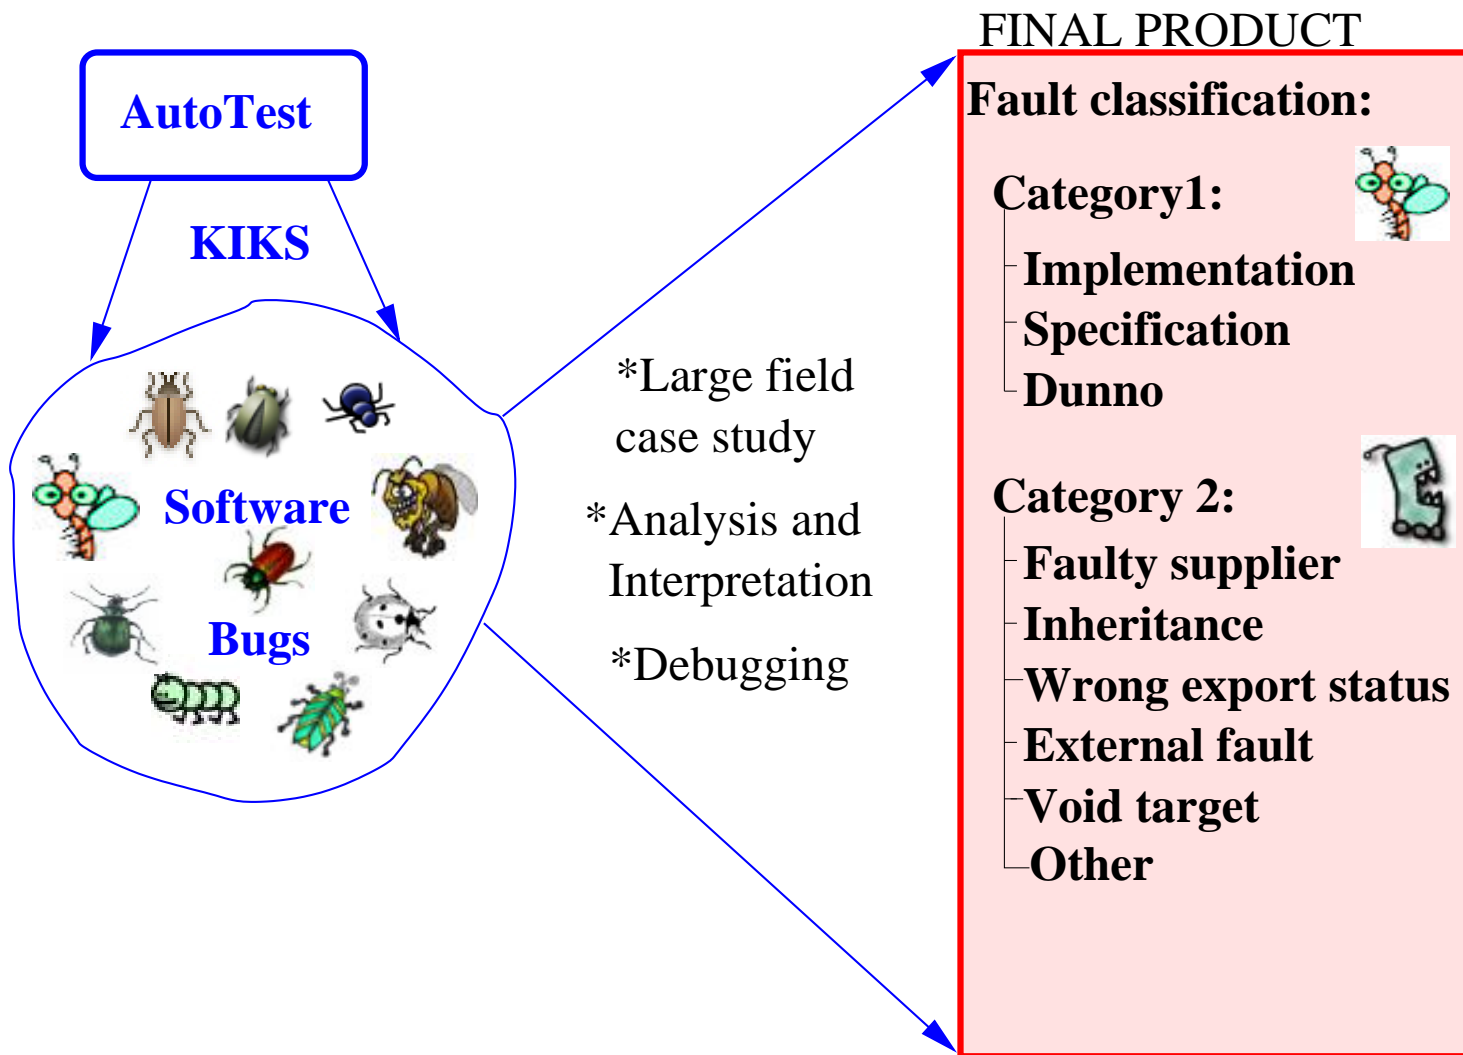 AutoTest
KIKS
Software
Bugs
*Large field
case study
*Analysis and
Interpretation
*Debugging
FINAL PRODUCT
Fault classification:
Category1:
Implementation
Specification
Dunno
Category 2:
Faulty supplier
Inheritance
Wrong export status
External fault
Void target
Other